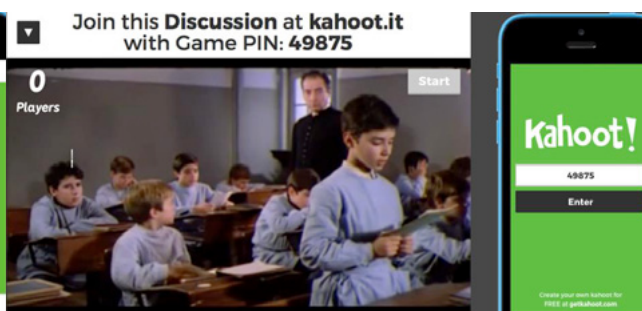 Join this Discussion at kahoot.it
with Game PIN: 49875
0
Players
Start
Kahoot!
49875
Enter
Create your own kahoot for
FREE at getkahoot.com